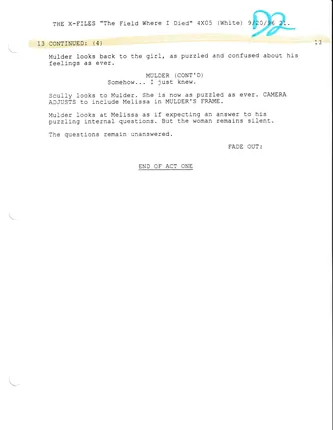 THE X-FILES "The Field Where I Died" 4X05 (White) 9/20/96 21.
22
13 CONTINUED: (4) 13
Mulder looks back to the girl, as puzzled and confused about his
feelings as ever.
MULDER (CONT'D)
Somehow... I just knew.
Scully looks to Mulder. She is now as puzzled as ever. CAMERA
ADJUSTS to include Melissa in MULDER'S FRAME.
Mulder looks at Melissa as if expecting an answer to his
puzzling internal questions. But the woman remains silent.
The questions remain unanswered.
FADE OUT:
END OF ACT ONE